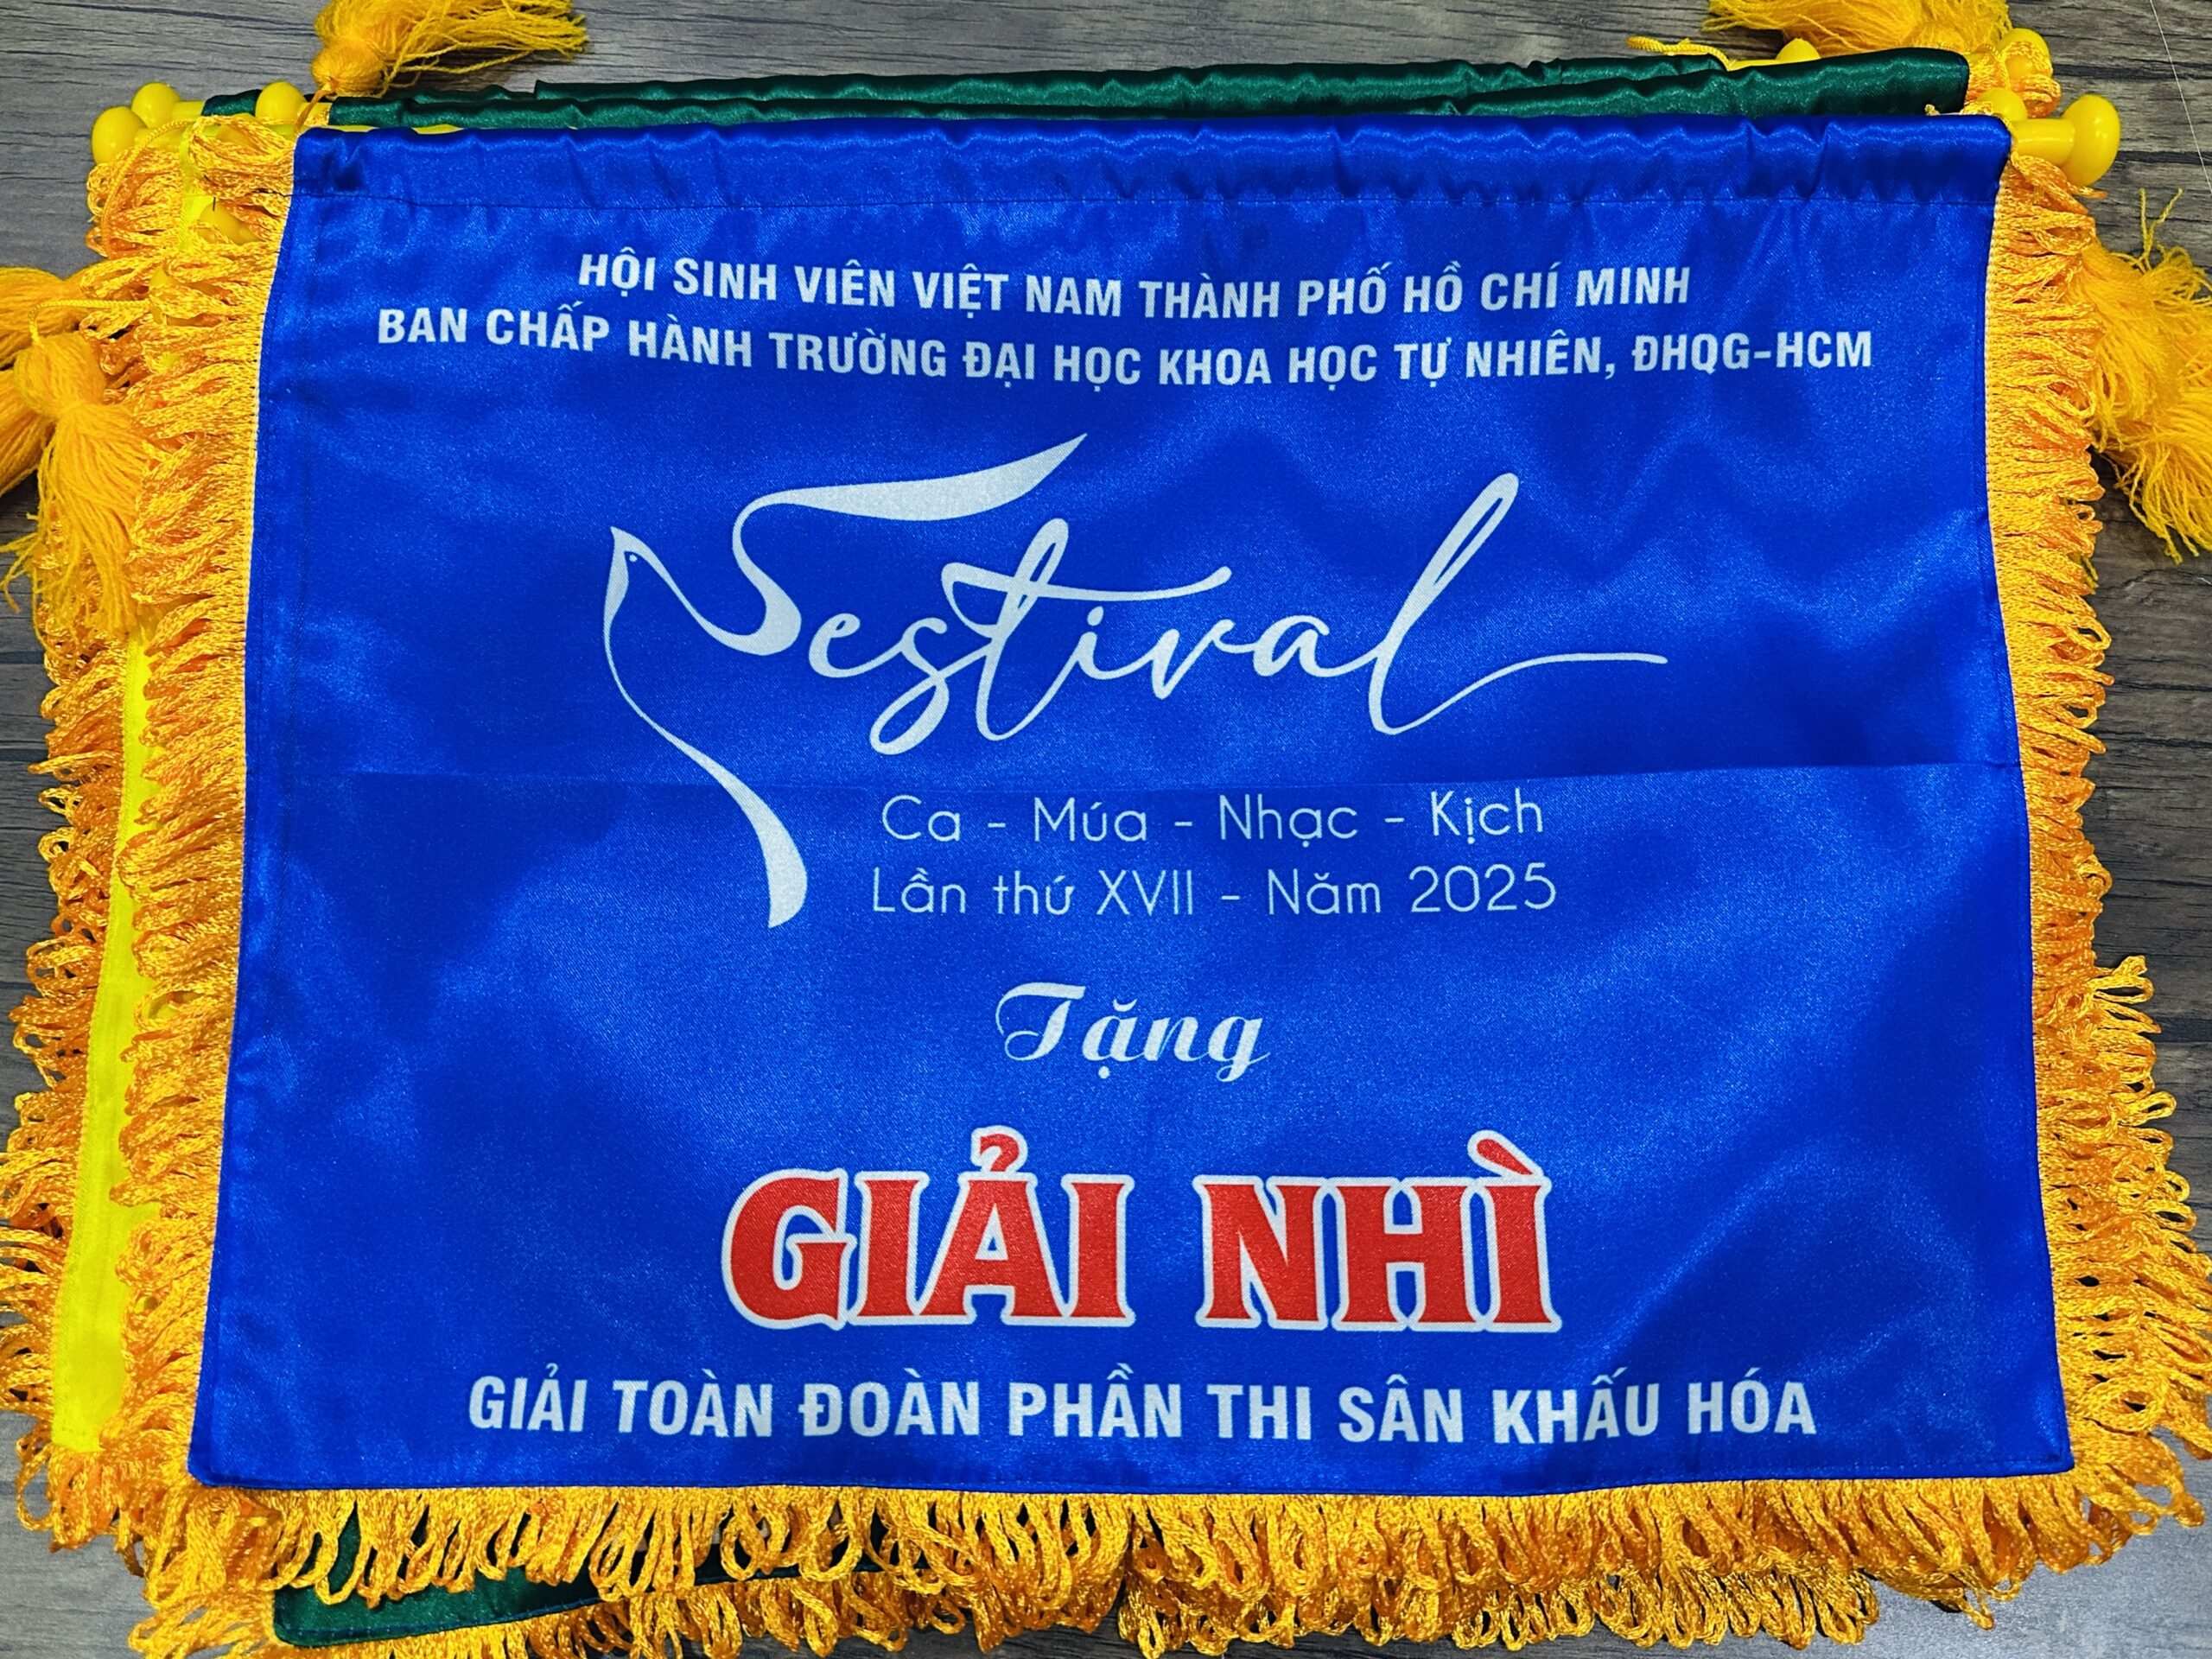 HỘI SINH VIÊN VIỆT NAM THÀNH PHỐ HỒ CHÍ MINH
BAN CHẤP HÀNH TRƯỜNG ĐẠI HỌC KHOA HỌC TỰ NHIÊN, ĐHQG-HCM
Festival
Ca - Múa - Nhạc - Kịch
Lần thứ XVII - Năm 2025
Tặng
GIẢI NHÌ
GIẢI TOÀN ĐOÀN PHẦN THI SÂN KHẤU HÓA